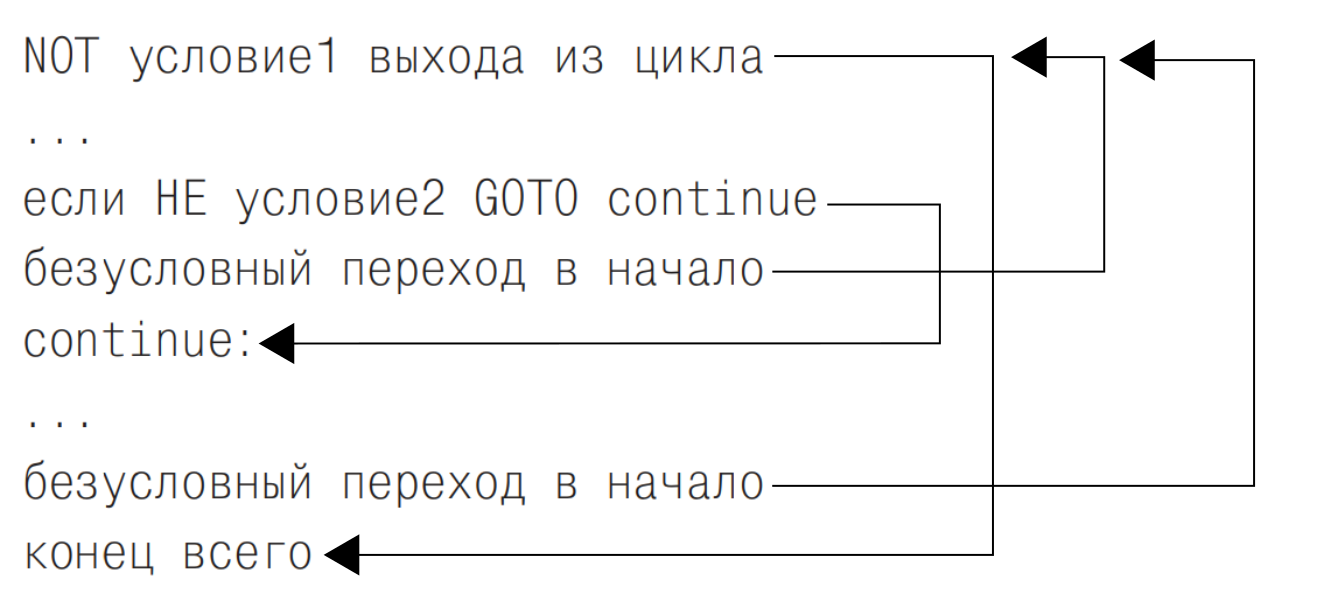 NOT условие1 выхода из цикла
...
если НЕ условие2 GOTO continue
безусловный переход в начало
continue:
...
безусловный переход в начало
конец всего